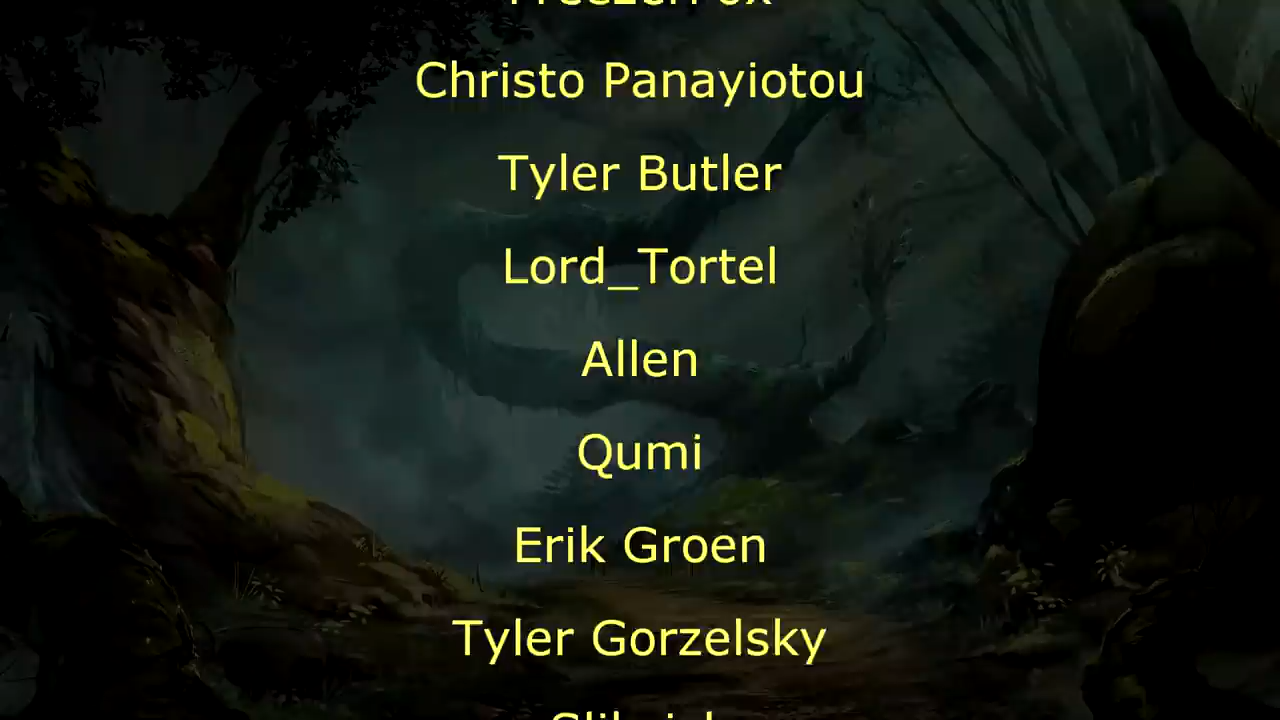 Christo Panayiotou
Tyler Butler
Lord_Tortel
Allen
Qumi
Erik Groen
Tyler Gorzelsky